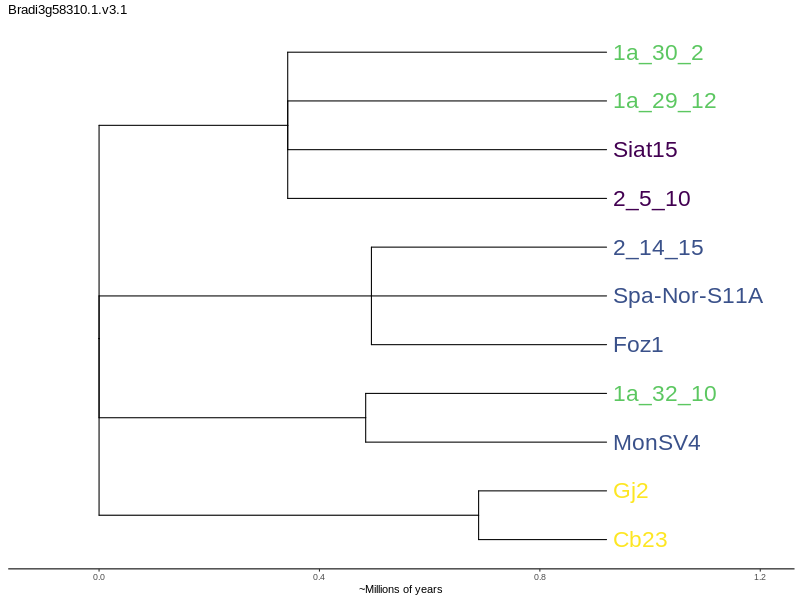 Bradi3g58310.1.v3.1
1a_30_2
1a_29_12
Siat15
2_5_10
2_14_15
Spa-Nor-S11A
Foz1
1a_32_10
MonSV4
Gj2
Cb23
0.0 0.4 0.8 1.2
~Millions of years